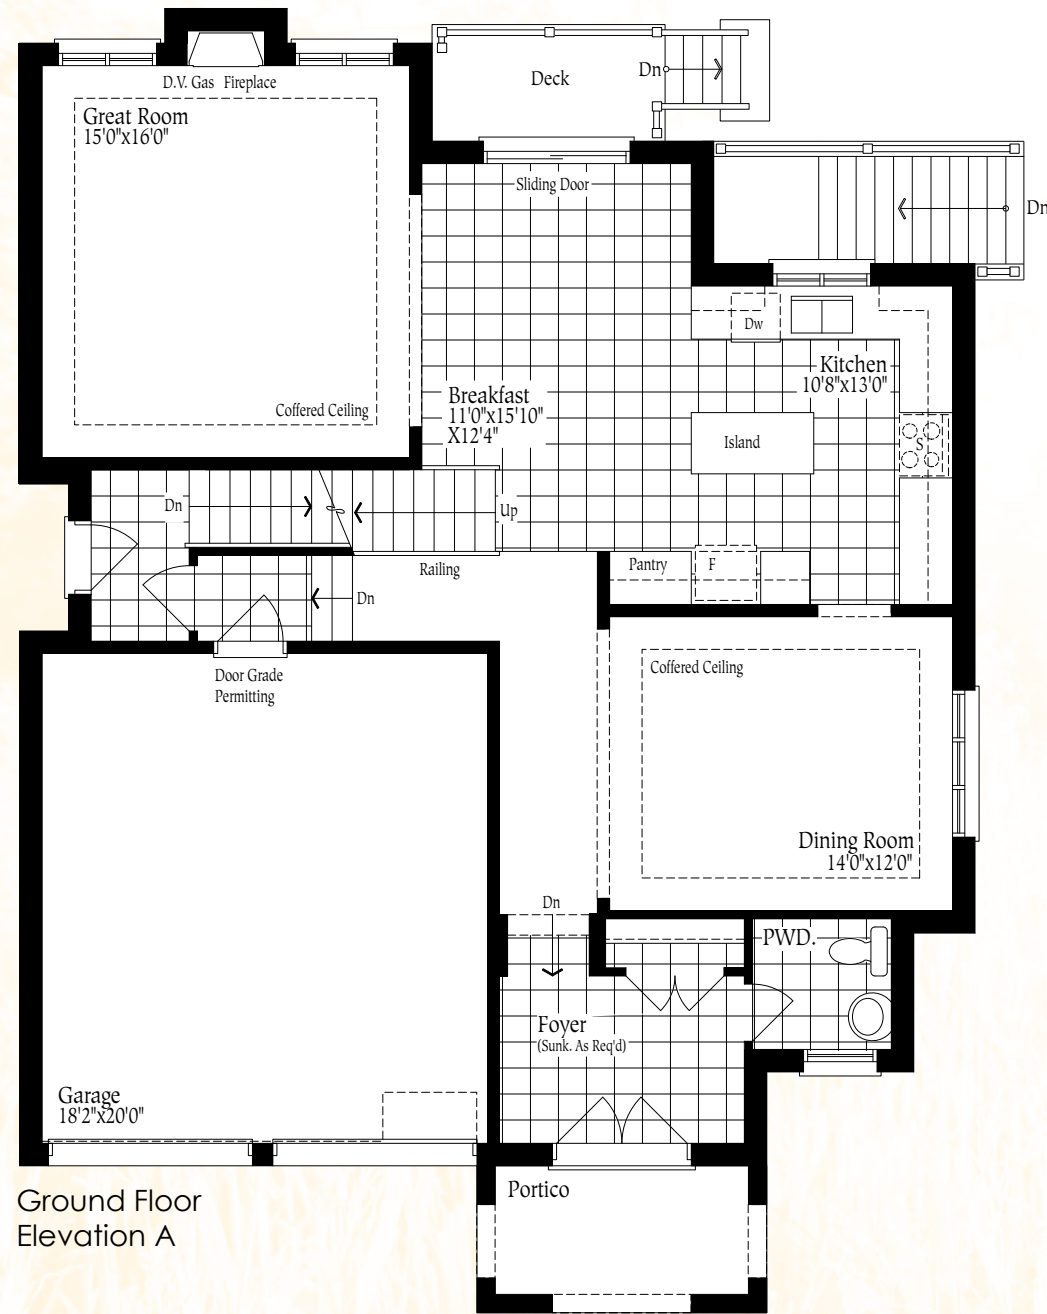 Deck
Dn
D.V. Gas Fireplace
Great Room
15'0"x16'0"
Sliding Door
Dn
Dw
Kitchen
10'8"x13'0"
Breakfast
11'0"x15'10"
X12'4"
Coffered Ceiling
Island
S
Dn
Up
Railing
Pantry
F
Dn
Door Grade
Permitting
Coffered Ceiling
Dining Room
14'0"x12'0"
Dn
PWD.
Foyer
(Sunk. As Req'd)
Garage
18'2"x20'0"
Portico
Ground Floor
Elevation A